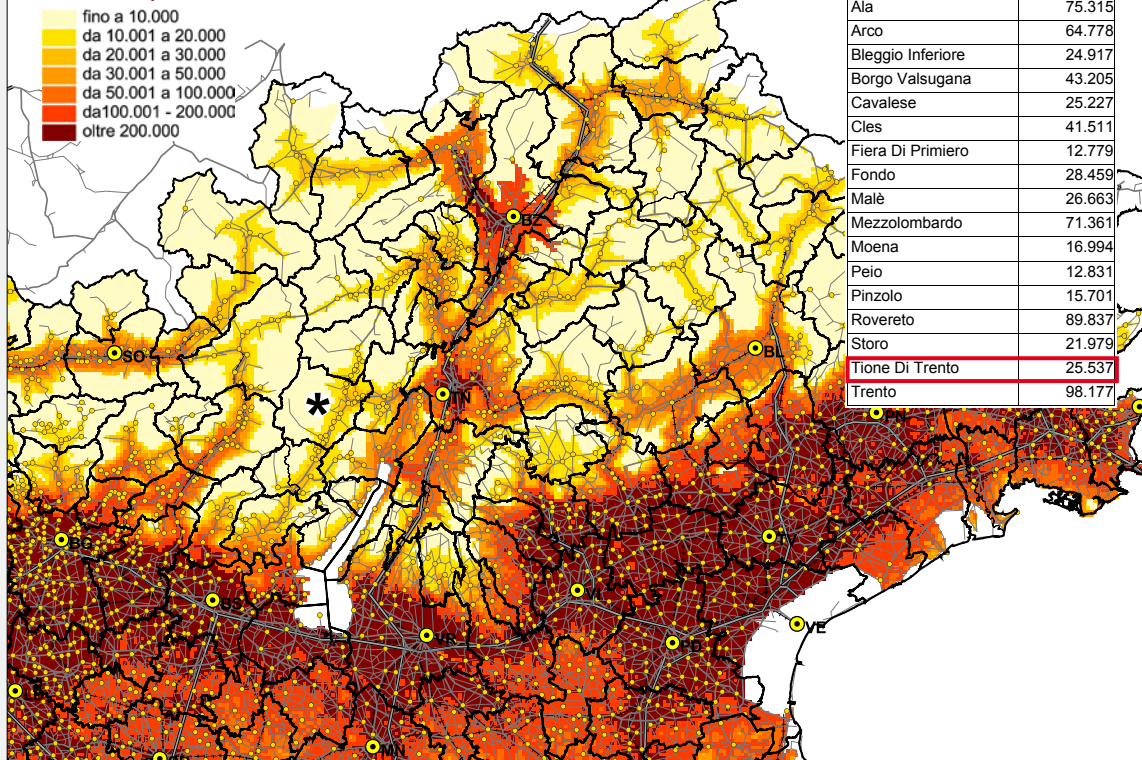 fino a 10.000
da 10.001 a 20.000
da 20.001 a 30.000
da 30.001 a 50.000
da 50.001 a 100.000
da100.001 - 200.000
oltre 200.000
Ala 75.315
Arco 64.778
Bleggio Inferiore 24.917
Borgo Valsugana 43.205
Cavalese 25.227
Cles 41.511
Fiera Di Primiero 12.779
Fondo 28.459
Malè 26.663
Mezzolombardo 71.361
Moena 16.994
Peio 12.831
Pinzolo 15.701
Rovereto 89.837
Storo 21.979
Tione Di Trento 25.537
Trento 98.177
BZ
SO
BL
*
TN
PN
BG
TV
BS
VI
VE
VR
PD
MN